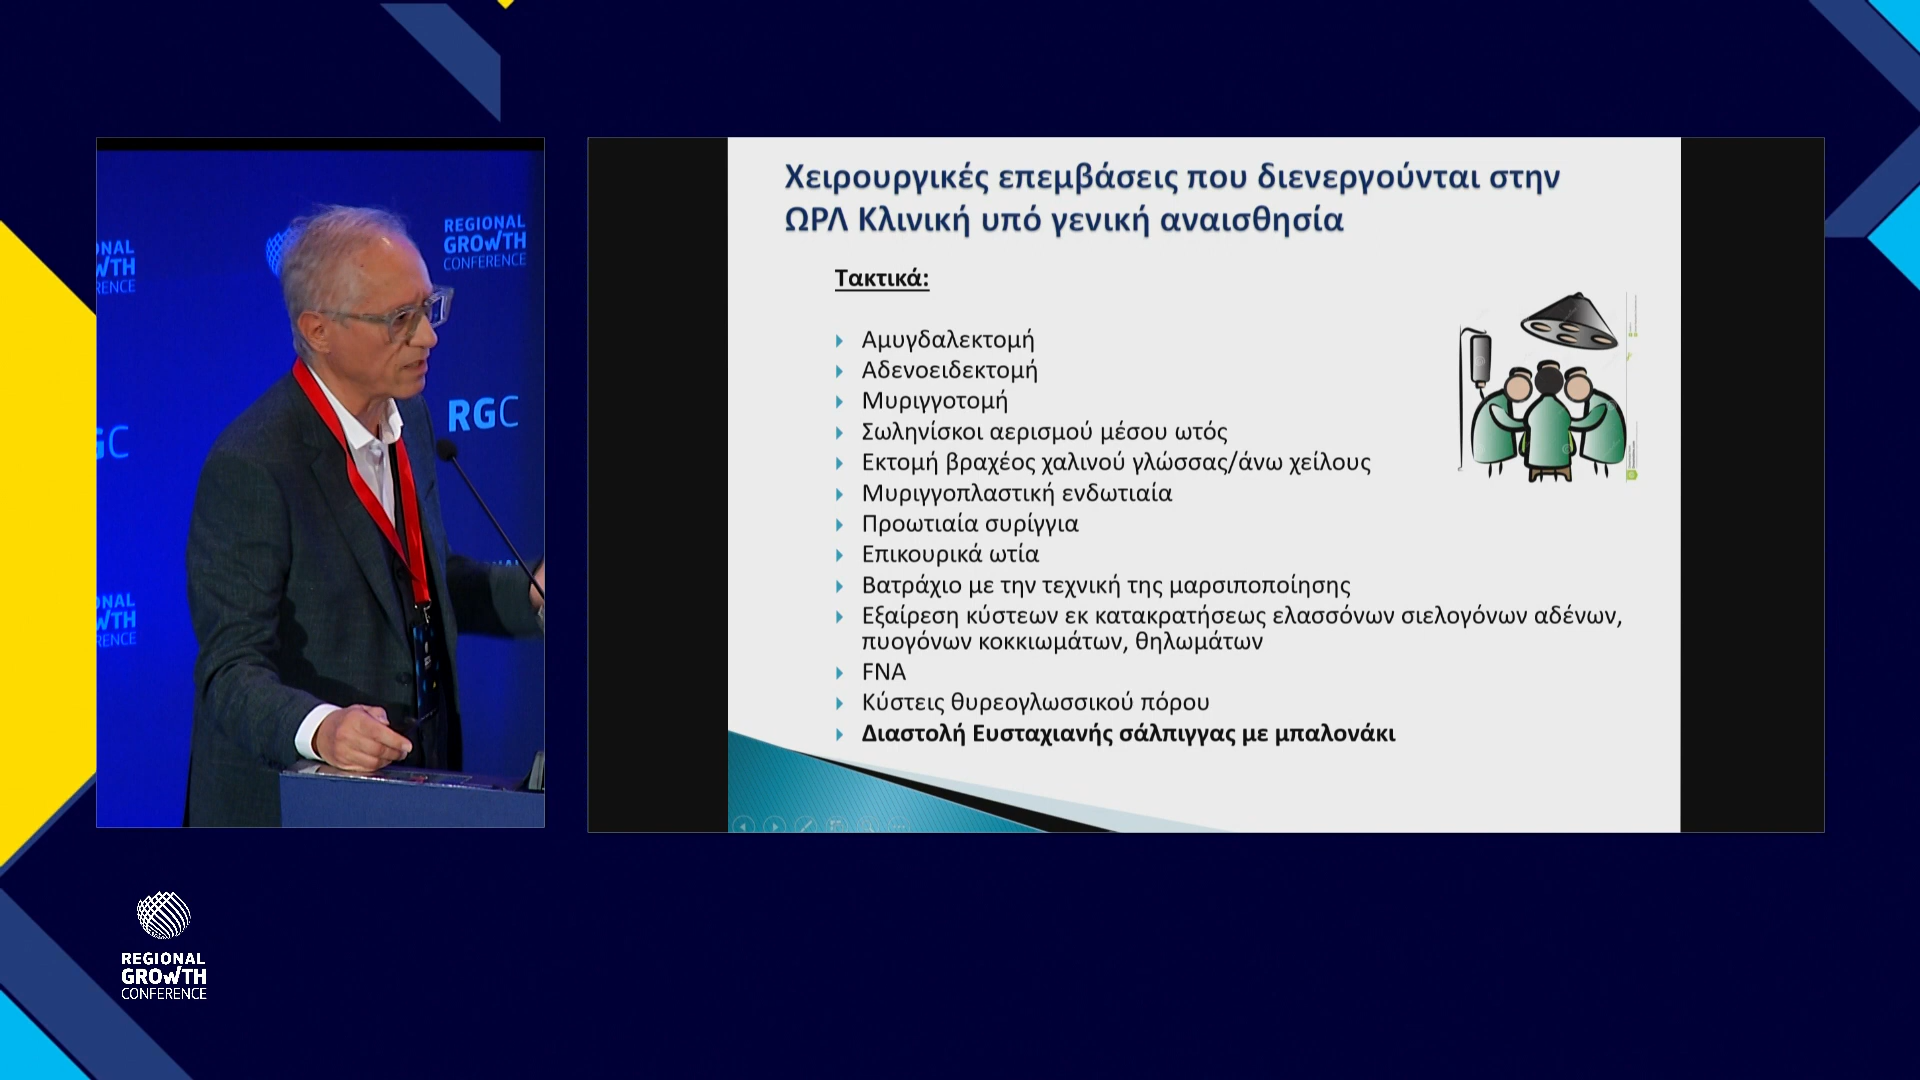 REGIONAL
GROWTH
CONFERENCE
RGC
Χειρουργικές επεμβάσεις που διενεργούνται στην
ΩΡΛ Κλινική υπό γενική αναισθησία
Τακτικά:
Αμυγδαλεκτομή
Αδενοειδεκτομή
Μυριγγοτομή
Σωληνίσκοι αερισμού μέσου ωτός
Εκτομή βραχέος χαλινού γλώσσας/άνω χείλους
Μυριγγοπλαστική ενδωτιαία
Προωτιαία συρίγγια
Επικουρικά ωτία
Βατράχιο με την τεχνική της μαρσιποποίησης
Εξαίρεση κύστεων εκ κατακρατήσεως ελασσόνων σιελογόνων αδένων,
πυογόνων κοκκιωμάτων, θηλωμάτων
FNA
Κύστεις θυρεογλωσσικού πόρου
Διαστολή Ευσταχιανής σάλπιγγας με μπαλονάκι
REGIONAL
GROWTH
CONFERENCE